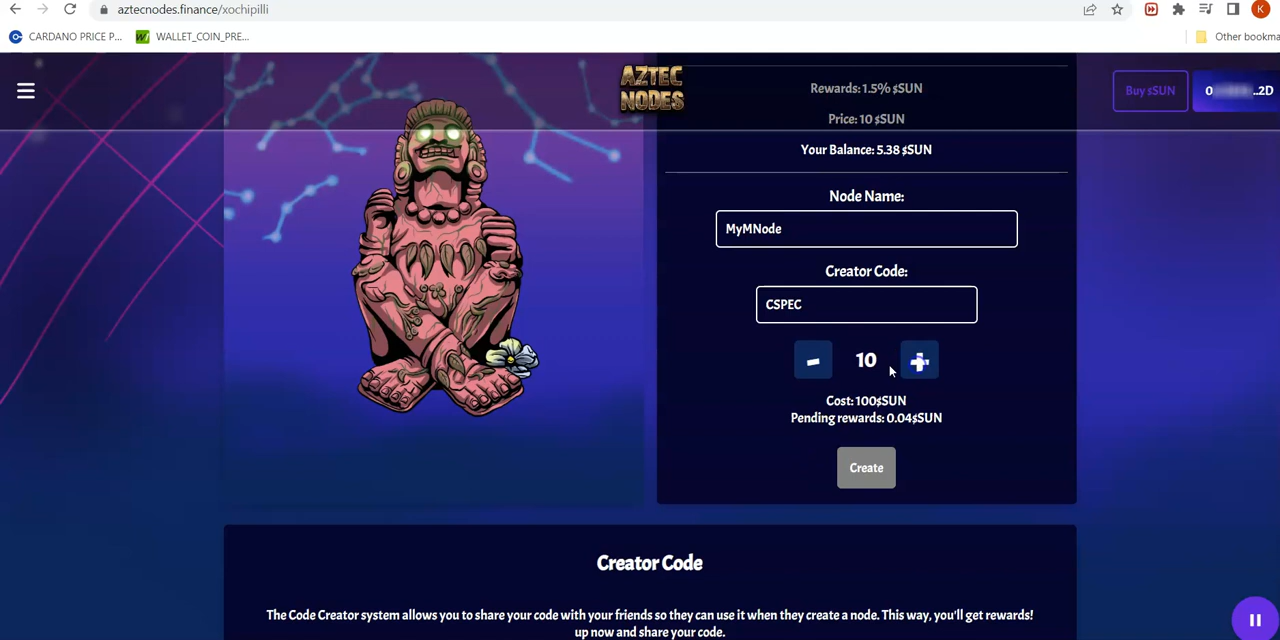 aztecnodes.finance/xochipilli
K
CARDANO PRICE P...
WALLET_COIN_PRE...
Other bookma
AZTEC
NODES
Buy $SUN
0 ..2D
Rewards: 1.5% $SUN
Price: 10 $SUN
Your Balance: 5.38 $SUN
Node Name:
MyMNode
Creator Code:
CSPEC
- 10 +
Cost: 100$SUN
Pending rewards: 0.04$SUN
Create
Creator Code
The Code Creator system allows you to share your code with your friends so they can use it when they create a node. This way, you'll get rewards!
up now and share your code.